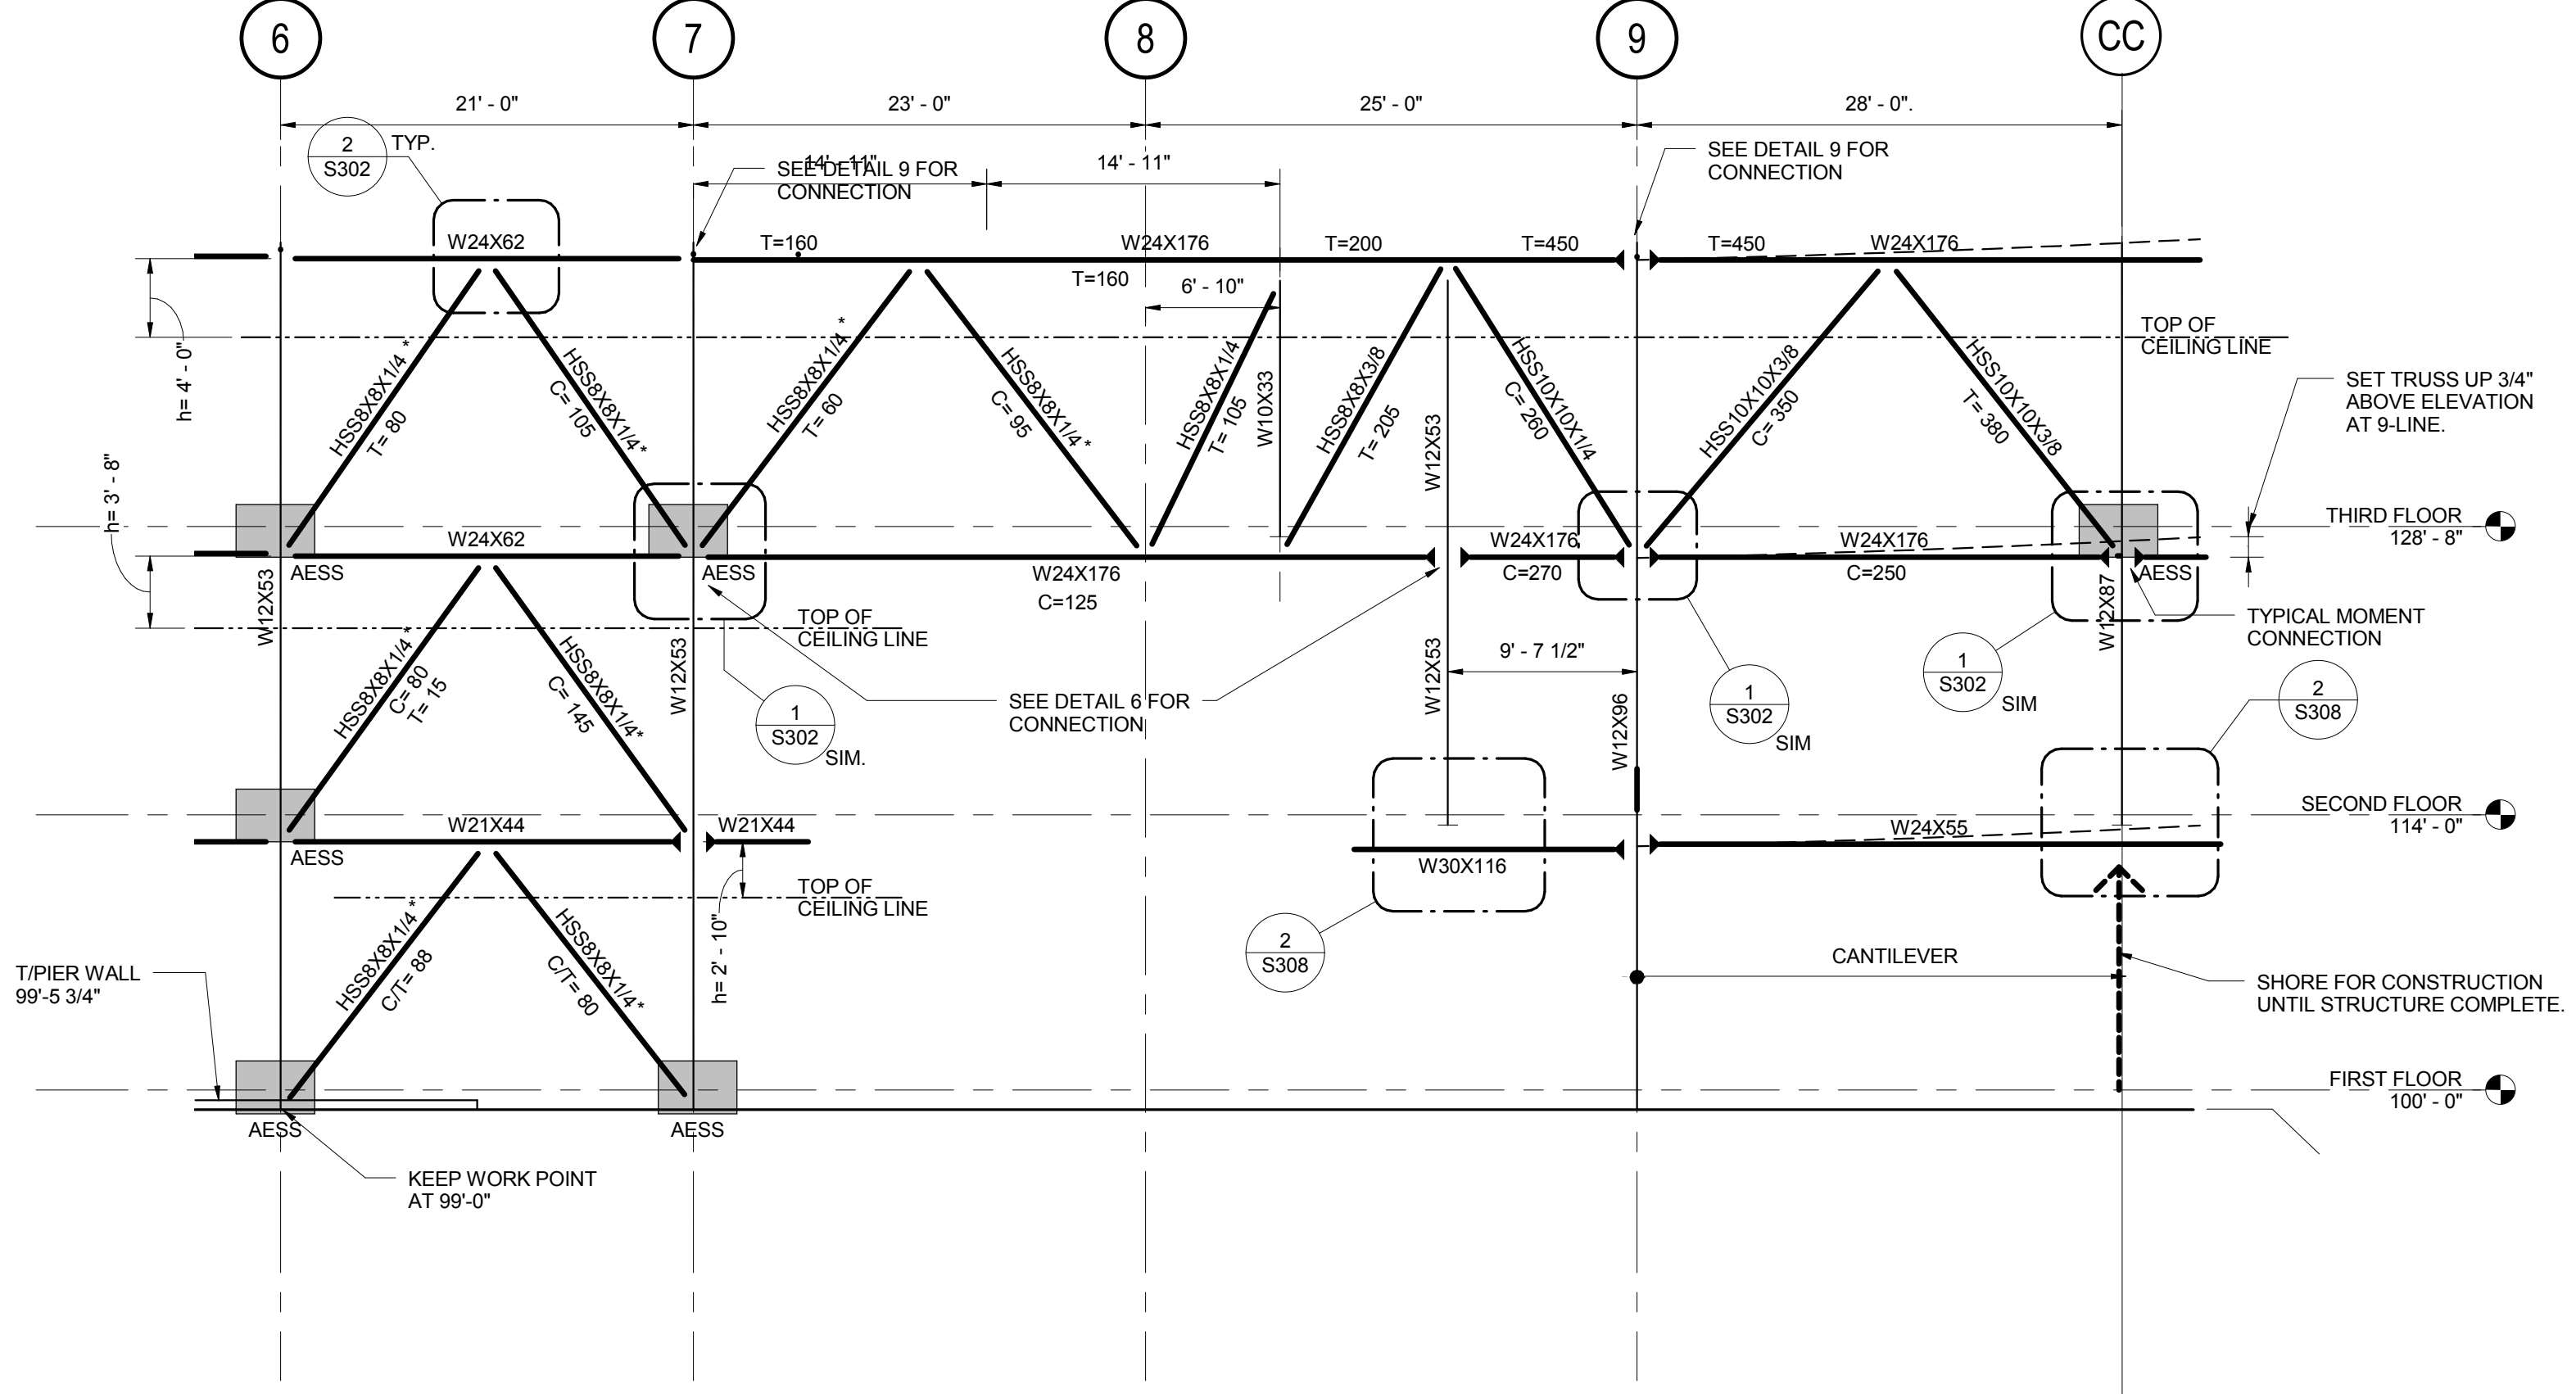 6
7
8
9
CC
21' - 0"
23' - 0"
25' - 0"
28' - 0".
2
S302
TYP.
14' - 11"
SEE DETAIL 9 FOR
CONNECTION
14' - 11"
SEE DETAIL 9 FOR
CONNECTION
W24X62
T=160
W24X176
T=200
T=450
T=450
W24X176
T=160
6' - 10"
h= 4' - 0"
TOP OF
CEILING LINE
HSS8X8X1/4*
T= 80
HSS8X8X1/4*
C= 105
HSS8X8X1/4*
T= 60
HSS8X8X1/4*
C= 95
HSS8X8X1/4
T= 105
W10X33
HSS8X8X3/8
T= 205
W12X53
HSS10X10X1/4
C= 260
HSS10X10X3/8
C= 350
HSS10X10X3/8
T= 380
SET TRUSS UP 3/4"
ABOVE ELEVATION
AT 9-LINE.
h= 3' - 8"
THIRD FLOOR
128' - 8"
W24X62
W24X176
W24X176
AESS
AESS
W24X176
C=125
C=270
C=250
AESS
W12X53
W12X53
W12X53
W12X96
W12X87
TOP OF
CEILING LINE
TYPICAL MOMENT
CONNECTION
HSS8X8X1/4*
C= 80
T= 15
HSS8X8X1/4*
C= 145
9' - 7 1/2"
SEE DETAIL 6 FOR
CONNECTION
1
S302
SIM.
1
S302
SIM
1
S302
SIM
2
S308
SECOND FLOOR
114' - 0"
W21X44
W21X44
AESS
W30X116
W24X55
TOP OF
CEILING LINE
h= 2' - 10"
HSS8X8X1/4*
C/T= 88
HSS8X8X1/4*
C/T= 80
2
S308
CANTILEVER
T/PIER WALL
99'-5 3/4"
SHORE FOR CONSTRUCTION
UNTIL STRUCTURE COMPLETE.
FIRST FLOOR
100' - 0"
AESS
AESS
KEEP WORK POINT
AT 99'-0"